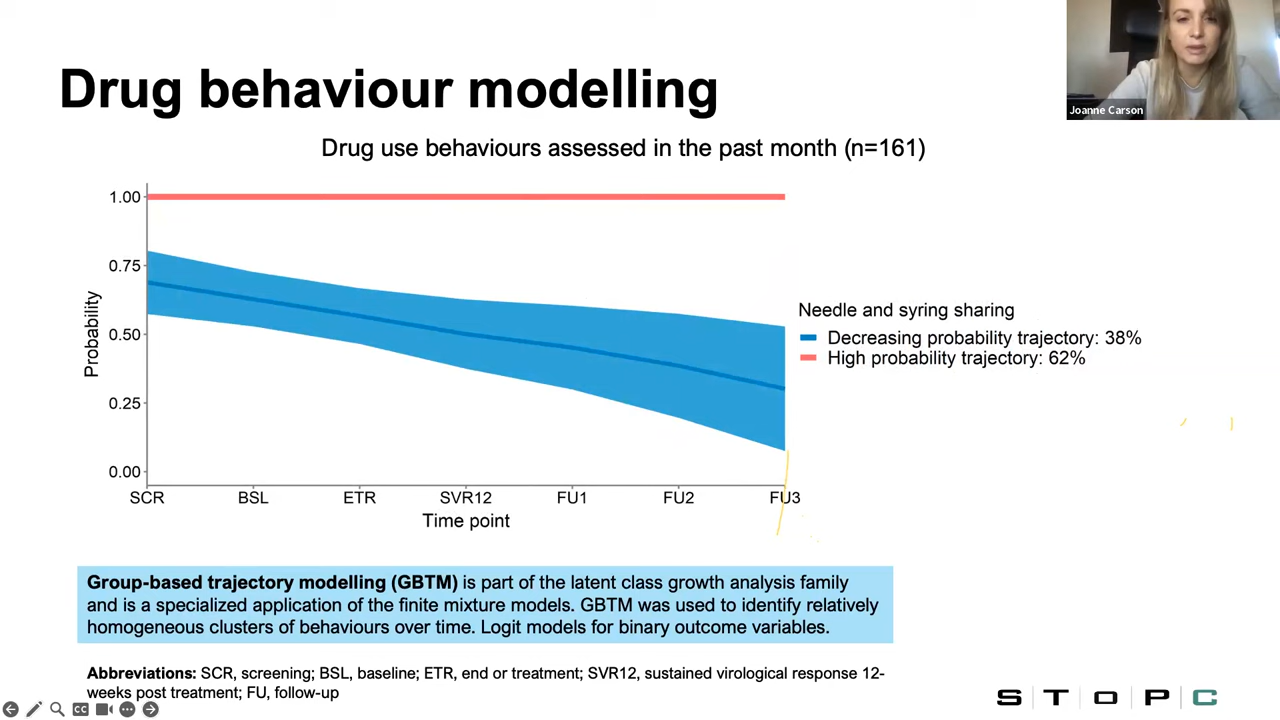 Joanne Carson
Drug behaviour modelling
Drug use behaviours assessed in the past month (n=161)
1.00
0.75
0.50
0.25
0.00
Probability
SCR BSL ETR SVR12 FU1 FU2 FU3
Time point
Needle and syring sharing
Decreasing probability trajectory: 38%
High probability trajectory: 62%
Group-based trajectory modelling (GBTM) is part of the latent class growth analysis family
and is a specialized application of the finite mixture models. GBTM was used to identify relatively
homogeneous clusters of behaviours over time. Logit models for binary outcome variables.
Abbreviations: SCR, screening; BSL, baseline; ETR, end or treatment; SVR12, sustained virological response 12-
weeks post treatment; FU, follow-up
CC
STOPC